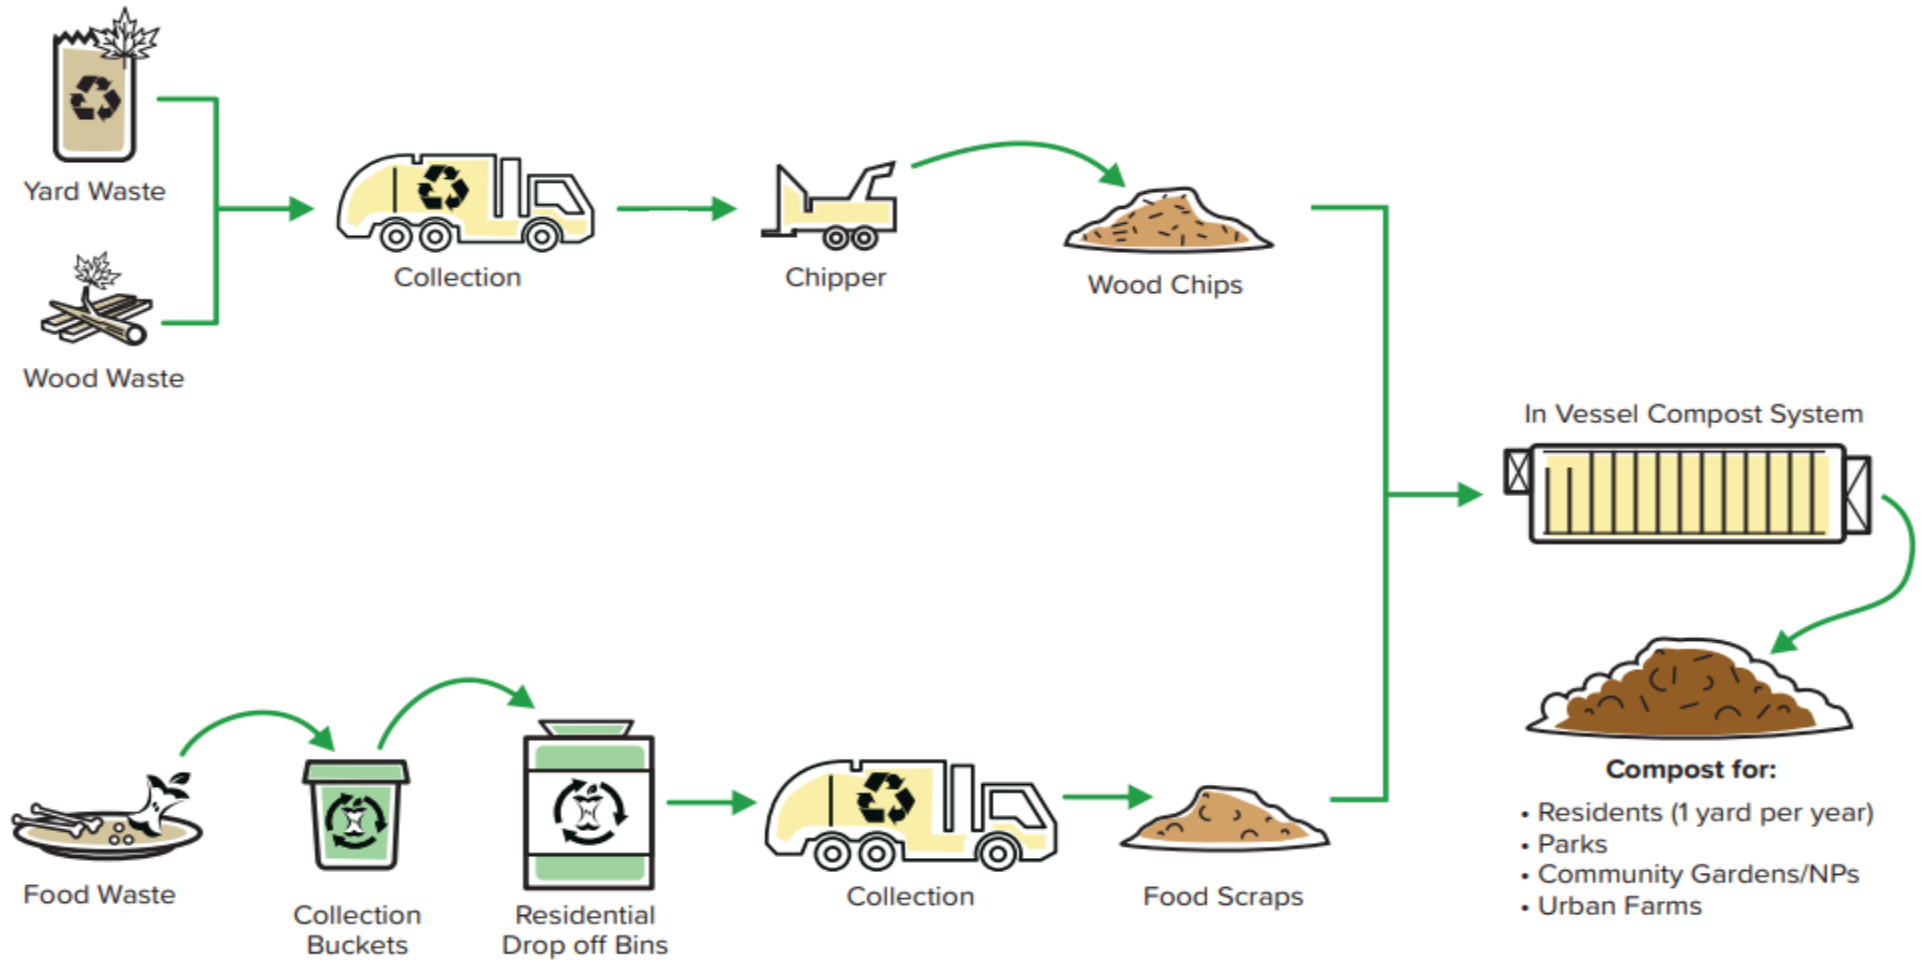 Yard Waste
Wood Waste
Collection
Chipper
Wood Chips
In Vessel Compost System
Food Waste
Collection
Buckets
Residential
Drop off Bins
Collection
Food Scraps
Compost for:
• Residents (1 yard per year)
• Parks
• Community Gardens/NPs
• Urban Farms